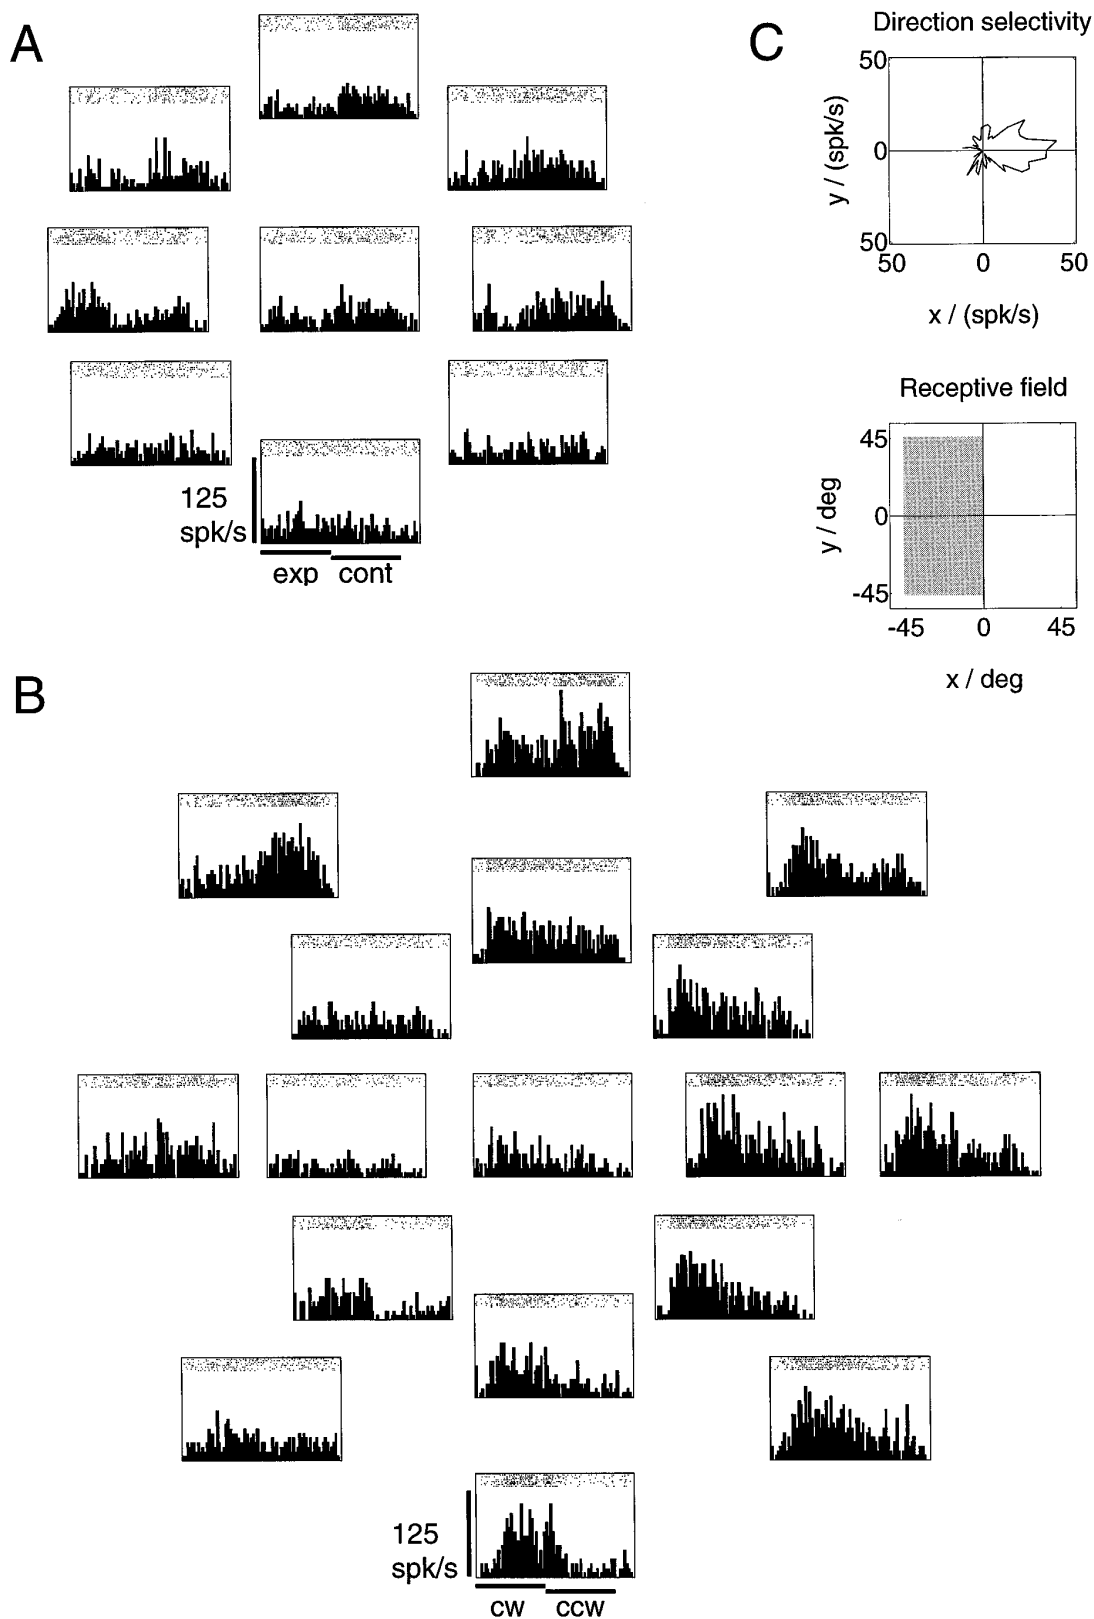 A
125
spk/s
exp
cont
C
Direction selectivity
50
0
50
y / (spk/s)
50
0
50
x / (spk/s)
Receptive field
45
0
-45
y / deg
-45
0
45
x / deg
B
125
spk/s
cw
ccw